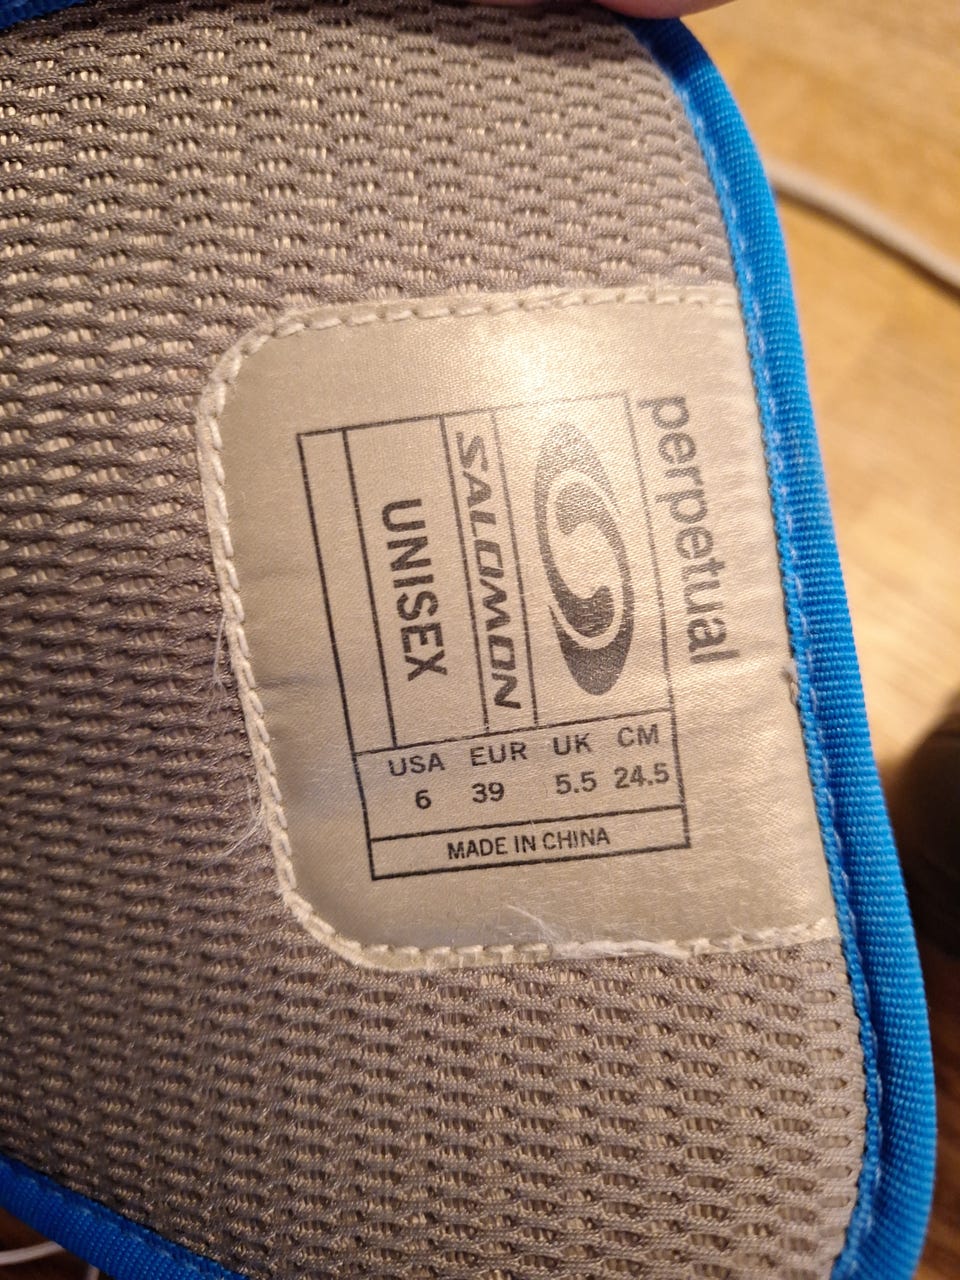 perpetual
SALOMON
UNISEX
USA EUR UK CM
6 39 5.5 24.5
MADE IN CHINA